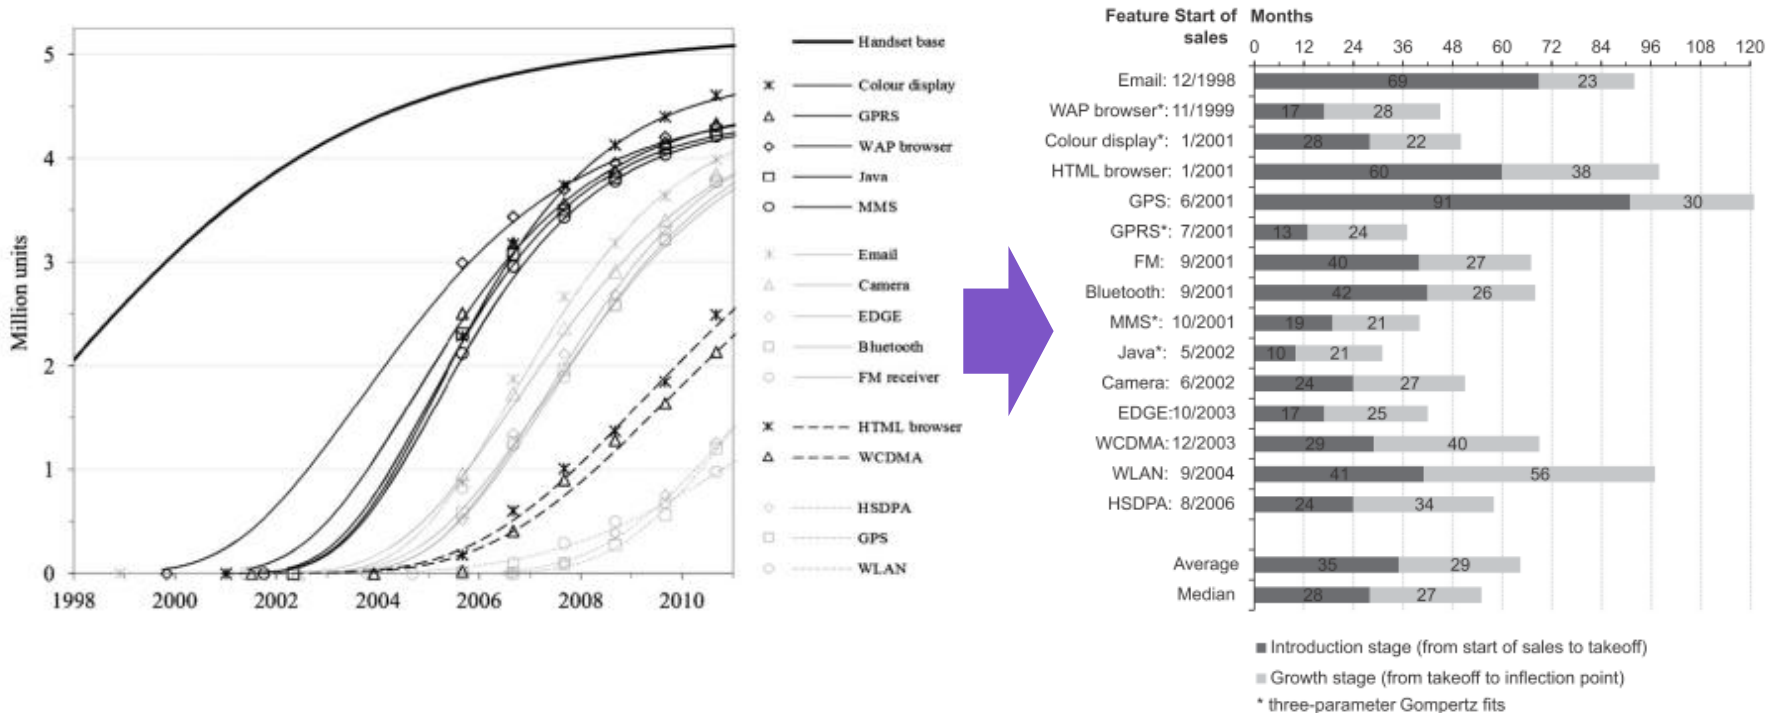 5
4
3
2
1
0
Million units
1998 2000 2002 2004 2006 2008 2010
Handset base
Colour display
GPRS
WAP browser
Java
MMS
Email
Camera
EDGE
Bluetooth
FM receiver
HTML browser
WCDMA
HSDPA
GPS
WLAN
Feature Start of Months
sales
0 12 24 36 48 60 72 84 96 108 120
Email: 12/1998 69 23
WAP browser*: 11/1999 17 28
Colour display*: 1/2001 28 22
HTML browser: 1/2001 60 38
GPS: 6/2001 91 30
GPRS*: 7/2001 13 24
FM: 9/2001 40 27
Bluetooth: 9/2001 42 26
MMS*: 10/2001 19 21
Java*: 5/2002 10 21
Camera: 6/2002 24 27
EDGE:10/2003 17 25
WCDMA: 12/2003 29 40
WLAN: 9/2004 41 56
HSDPA: 8/2006 24 34
Average 35 29
Median 28 27
Introduction stage (from start of sales to takeoff)
Growth stage (from takeoff to inflection point)
* three-parameter Gompertz fits